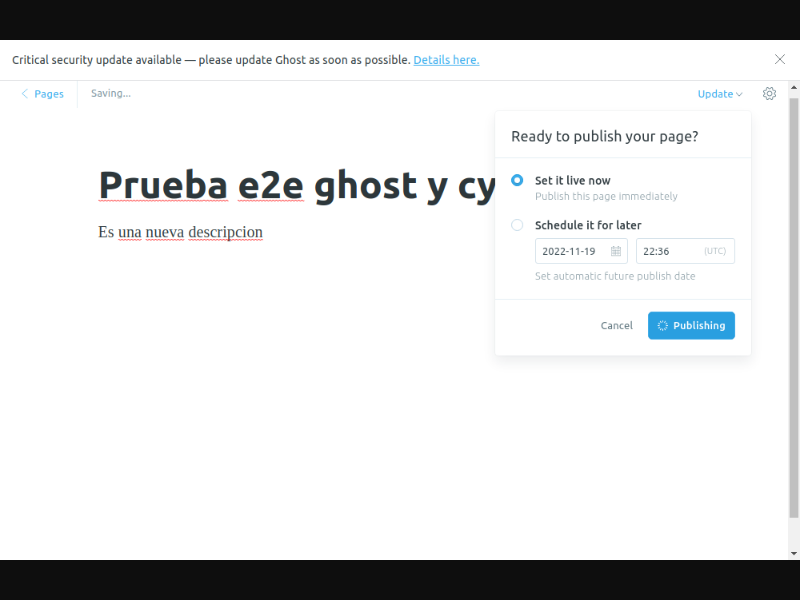 Critical security update available — please update Ghost as soon as possible. Details here.
Pages
Saving...
Update
Ready to publish your page?
Prueba e2e ghost y cy
Set it live now
Publish this page immediately
Es una nueva descripcion
Schedule it for later
2022-11-19
22:36 (UTC)
Set automatic future publish date
Cancel
Publishing